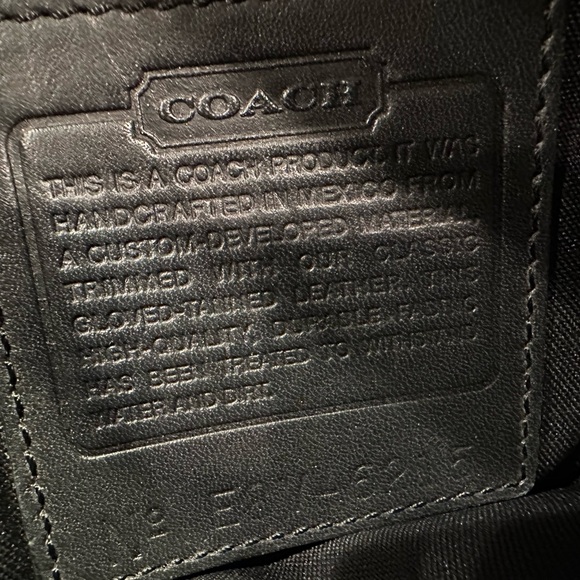 COACH
THIS IS A COACH PRODUCT. IT WAS
HANDCRAFTED IN MEXICO FROM
A CUSTOM-DEVELOPED MATERIAL
TRIMMED WITH OUR CLASSIC
GLOVED-TANNED LEATHER. THIS
HIGH-QUALITY, DURABLE FABRIC
HAS BEEN TREATED TO WITHSTAND
WATER AND DIRT.
Nº